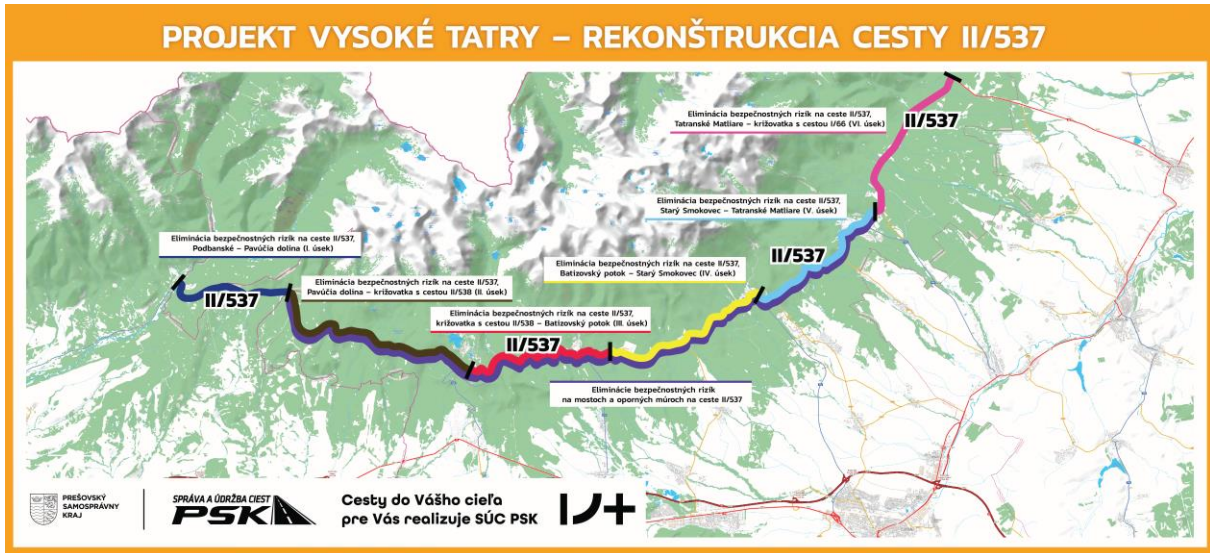 PROJEKT VYSOKÉ TATRY – REKONŠTRUKCIA CESTY II/537
Eliminácia bezpečnostných rizík na ceste II/537,
Tatranské Matliare – križovatka s cestou I/66 (VI. úsek)
II/537
Eliminácia bezpečnostných rizík na ceste II/537,
Starý Smokovec – Tatranské Matliare (V. úsek)
Eliminácia bezpečnostných rizík na ceste II/537,
Podbanské – Pavúčia dolina (I. úsek)
II/537
Eliminácia bezpečnostných rizík na ceste II/537,
Batizovský potok – Starý Smokovec (IV. úsek)
II/537
Eliminácia bezpečnostných rizík na ceste II/537,
Pavúčia dolina – križovatka s cestou II/538 (II. úsek)
Eliminácia bezpečnostných rizík na ceste II/537,
križovatka s cestou II/538 – Batizovský potok (III. úsek)
II/537
Eliminácie bezpečnostných rizík
na mostoch a oporných múroch na ceste II/537
PREŠOVSKÝ
SAMOSPRÁVNY
KRAJ
SPRÁVA A ÚDRŽBA CIEST
PSK
Cesty do Vášho cieľa
pre Vás realizuje SÚC PSK